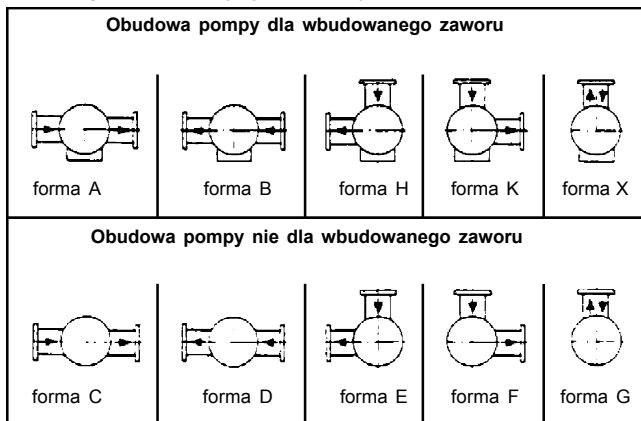 Obudowa pompy dla wbudowanego zaworu
forma A forma B forma H forma K forma X
Obudowa pompy nie dla wbudowanego zaworu
forma C forma D forma E forma F forma G